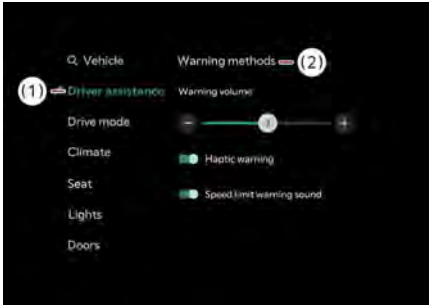 Vehicle
Warning methods (2)
(1) Driver assistance
Warning volume
Drive mode
- +
Climate
Haptic warning
Seat
Speed limit warning sound
Lights
Doors